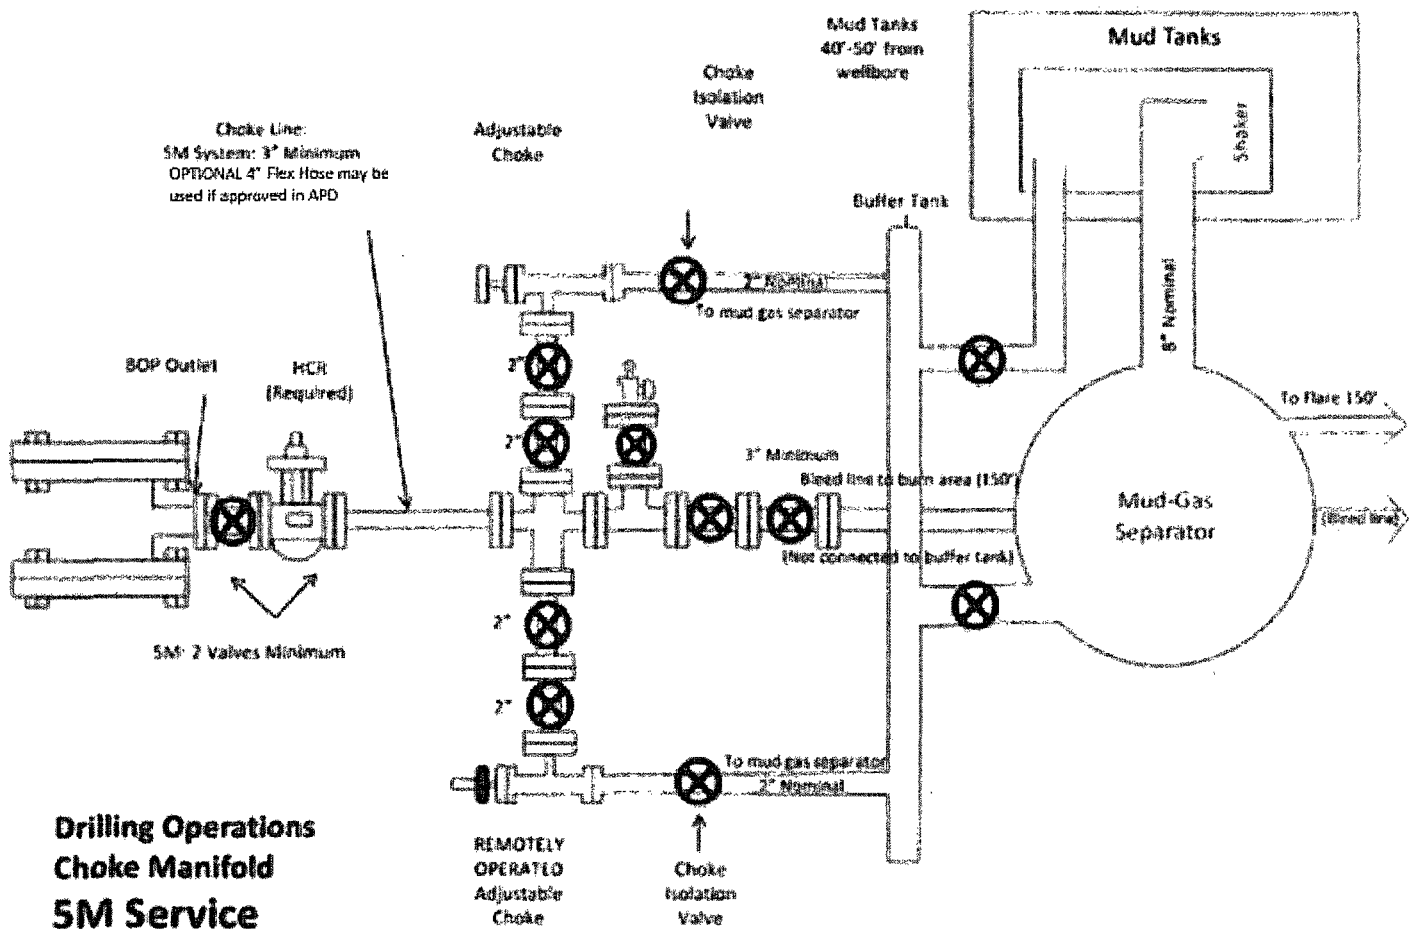 Mud Tanks
40'-50' from
wellbore
Mud Tanks
Shaker
Choke
Isolation
Valve
Choke Line:
5M System: 3" Minimum
OPTIONAL 4" Flex Hose may be
used if approved in APD
Adjustable
Choke
Buffer Tank
8" Nominal
2" Nominal
To mud gas separator
BOP Outlet
HCR
(Required)
2"
2"
To Flare 150'
3" Minimum
Bleed line to burn area (150')
Mud-Gas
Separator
(Bleed line)
(Not connected to buffer tank)
2"
5M: 2 Valves Minimum
2"
To mud gas separator
2" Nominal
Drilling Operations
Choke Manifold
5M Service
REMOTELY
OPERATED
Adjustable
Choke
Choke
Isolation
Valve